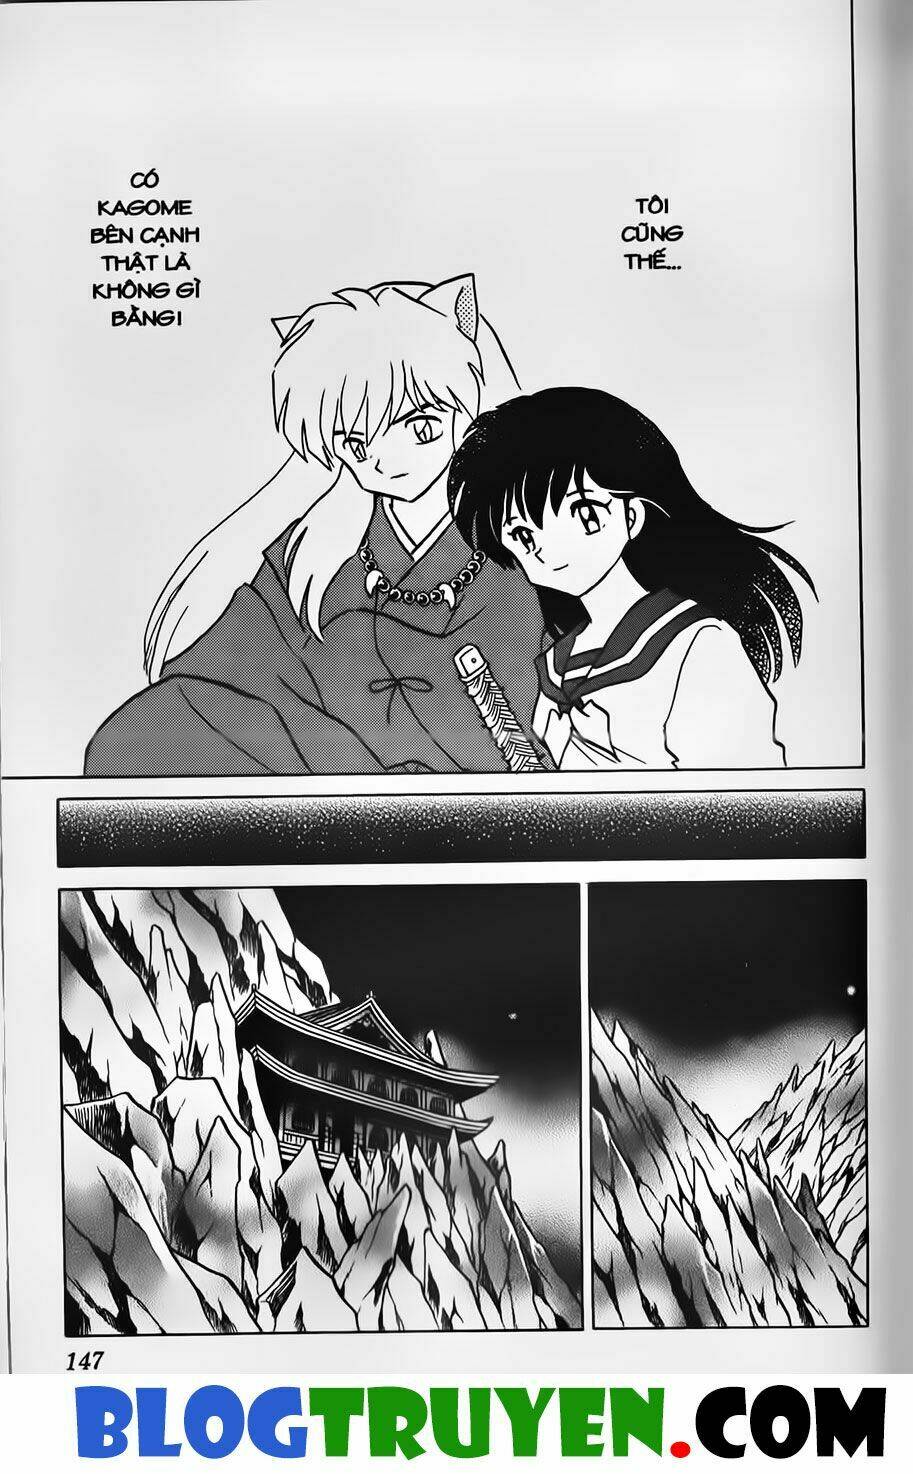 TÔI
CŨNG
THẾ...
CÓ
KAGOME
BÊN CẠNH
THẬT LÀ
KHÔNG GÌ
BẰNG!
147
BLOGTRUYEN.COM